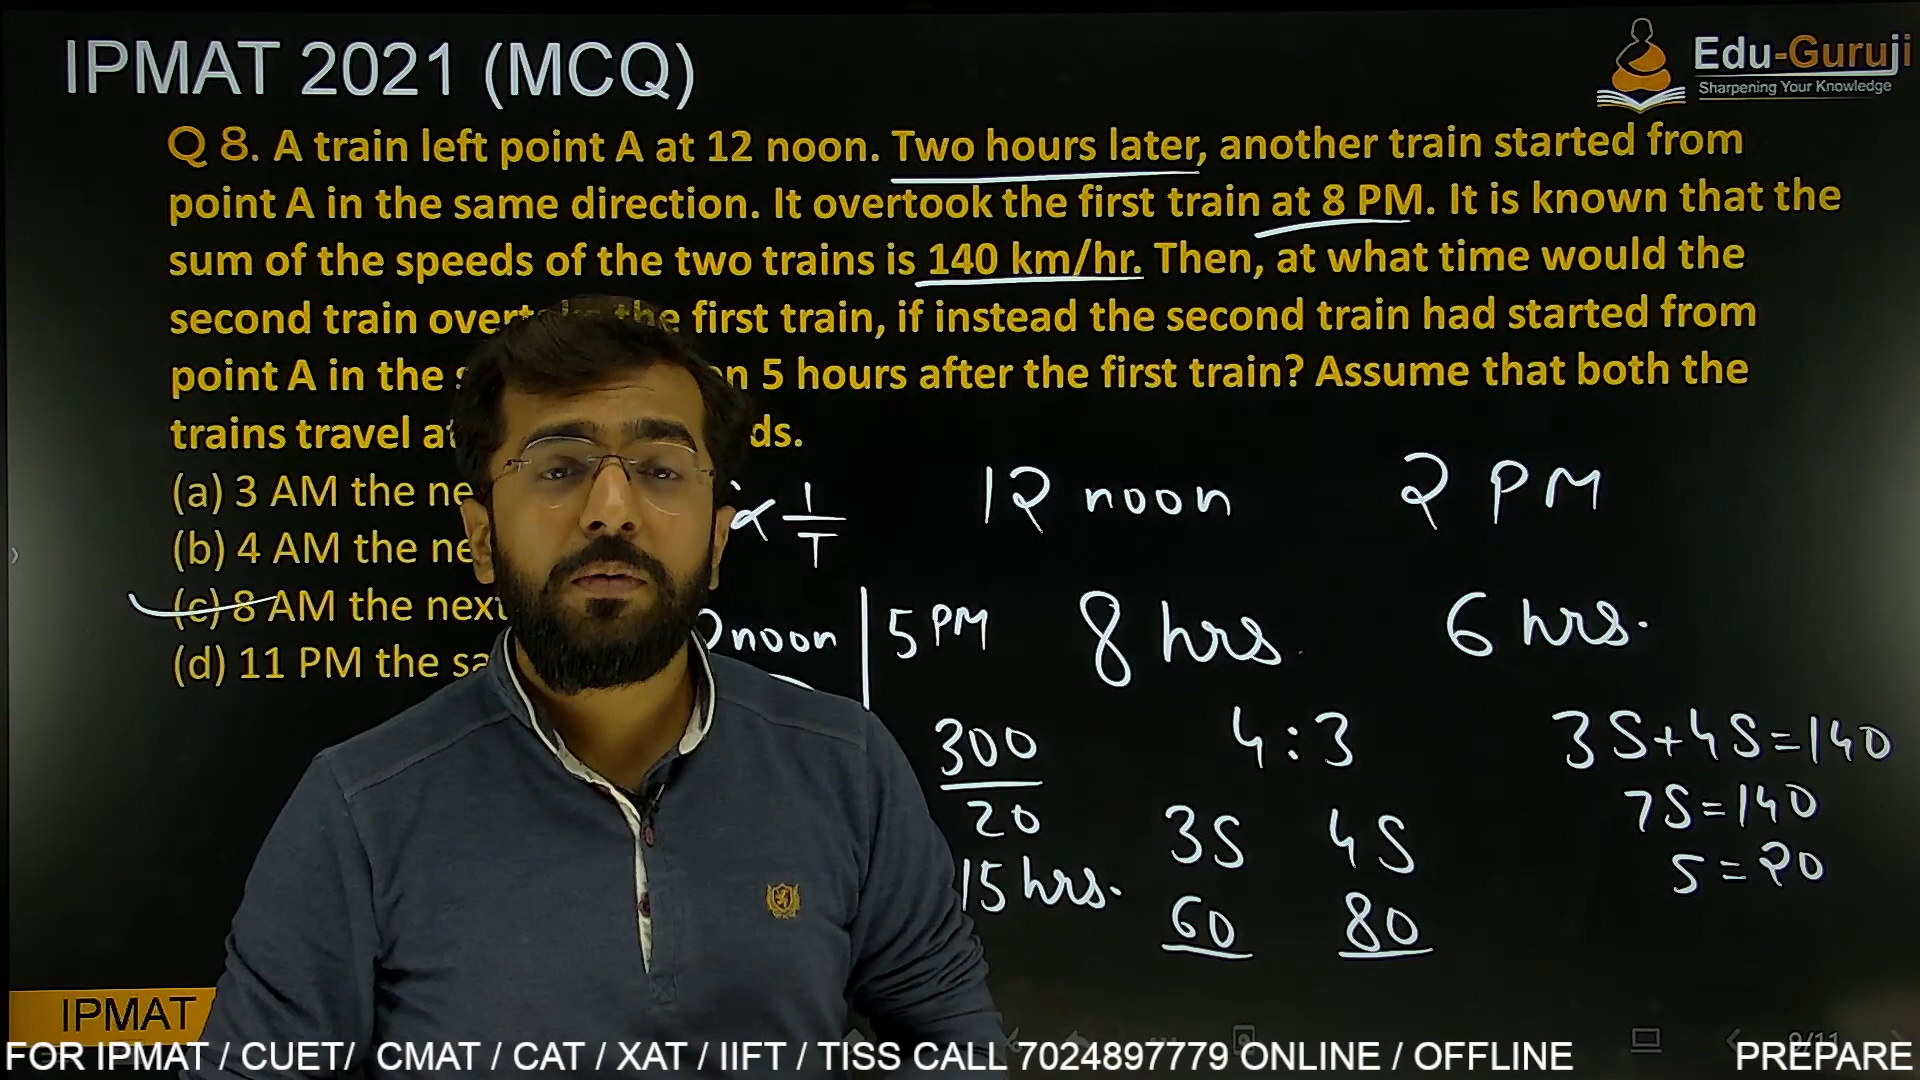 IPMAT 2021 (MCQ)
Edu-Guruji
Sharpening Your Knowledge
Q 8. A train left point A at 12 noon. Two hours later, another train started from
point A in the same direction. It overtook the first train at 8 PM. It is known that the
sum of the speeds of the two trains is 140 km/hr. Then, at what time would the
second train the first train, if instead the second train had started from
point A in the 5 hours after the first train? Assume that both the
trains travel
(a) 3 AM the
(b) 4 AM the
(c) 8 AM the next
(d) 11 PM the
∝ 1/T
12 noon 2 PM
noon | 5 PM 8 hrs. 6 hrs.
300/20 4:3 3S+4S=140
7S=140
3S 4S
S=20
15 hrs.
60 80
IPMAT
FOR IPMAT / CUET/ CMAT / CAT / XAT / IIFT / TISS CALL 7024897779 ONLINE / OFFLINE PREPARE